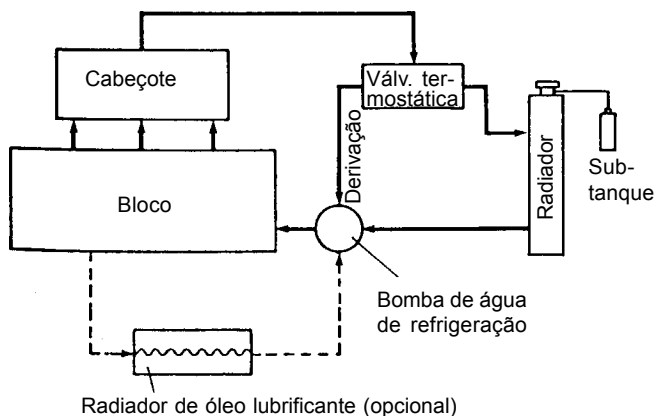 Cabeçote
Válv. ter-
mostática
Derivação
Radiador
Sub-
tanque
Bloco
Bomba de água
de refrigeração
Radiador de óleo lubrificante (opcional)